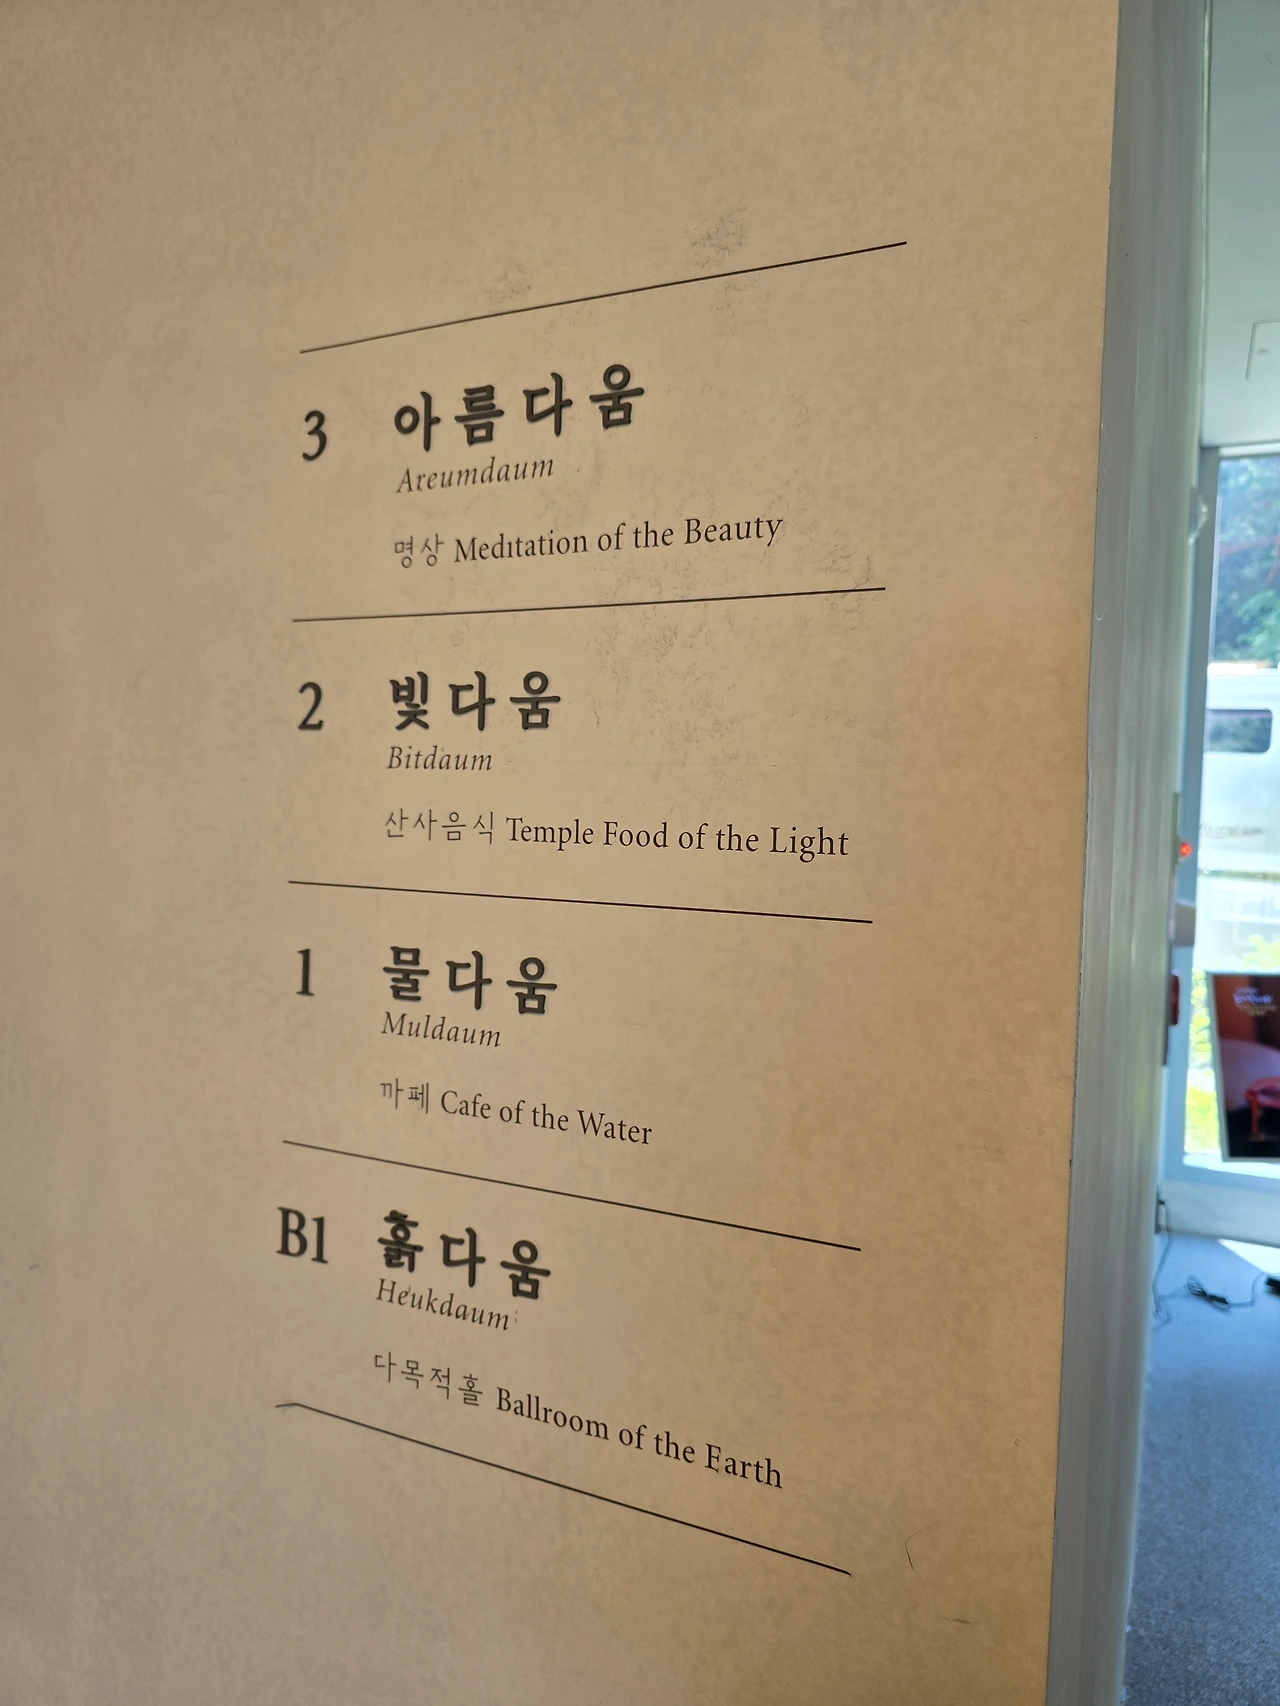 3 아름다움
Areumdaum
명상 Meditation of the Beauty
2 빛다움
Bitdaum
산사음식 Temple Food of the Light
1 물다움
Muldaum
까페 Cafe of the Water
B1 흙다움
Heukdaum
다목적홀 Ballroom of the Earth